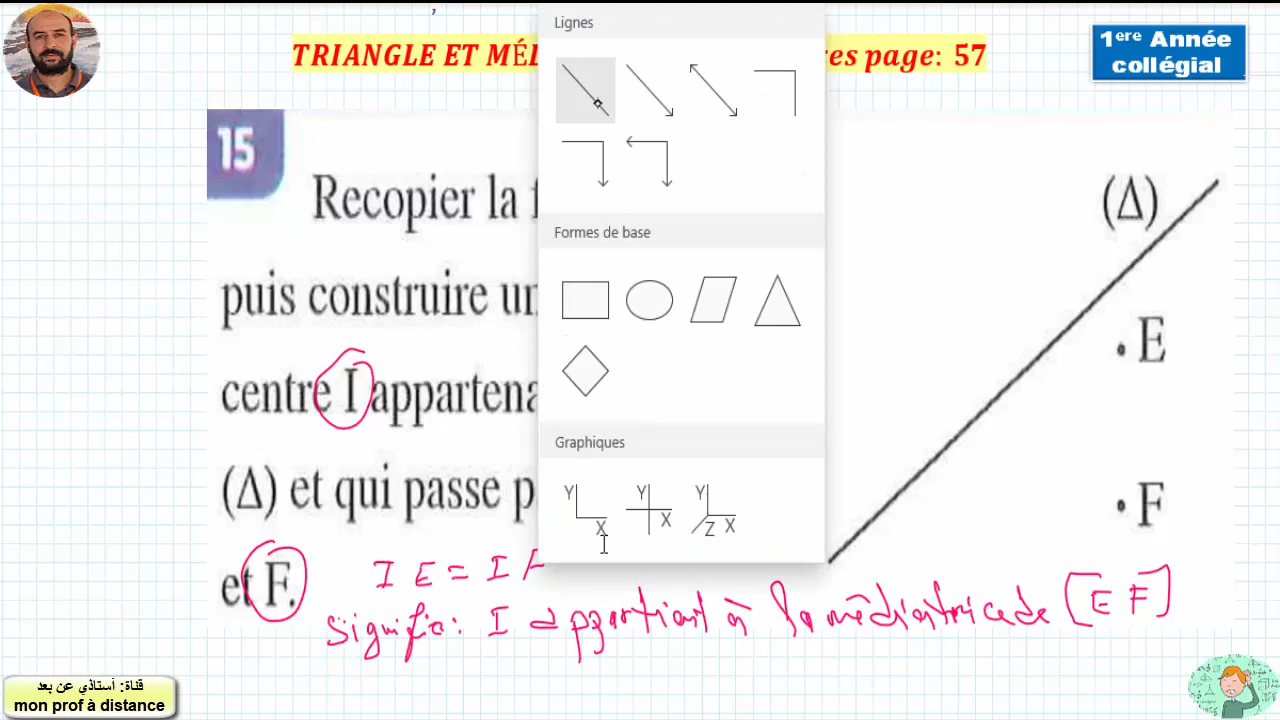 TRIANGLE ET MÉ
res page: 57
1ere Année
collégial
15
Recopier la f
puis construire un
centre I appartena
(Δ) et qui passe p
et F.
(Δ)
E
F
Lignes
Formes de base
Graphiques
Y X Y X Y Z X
I E = I F
signifie: I appartient à la médiatrice de [E F]
قناة: أستاذي عن بعد
mon prof à distance